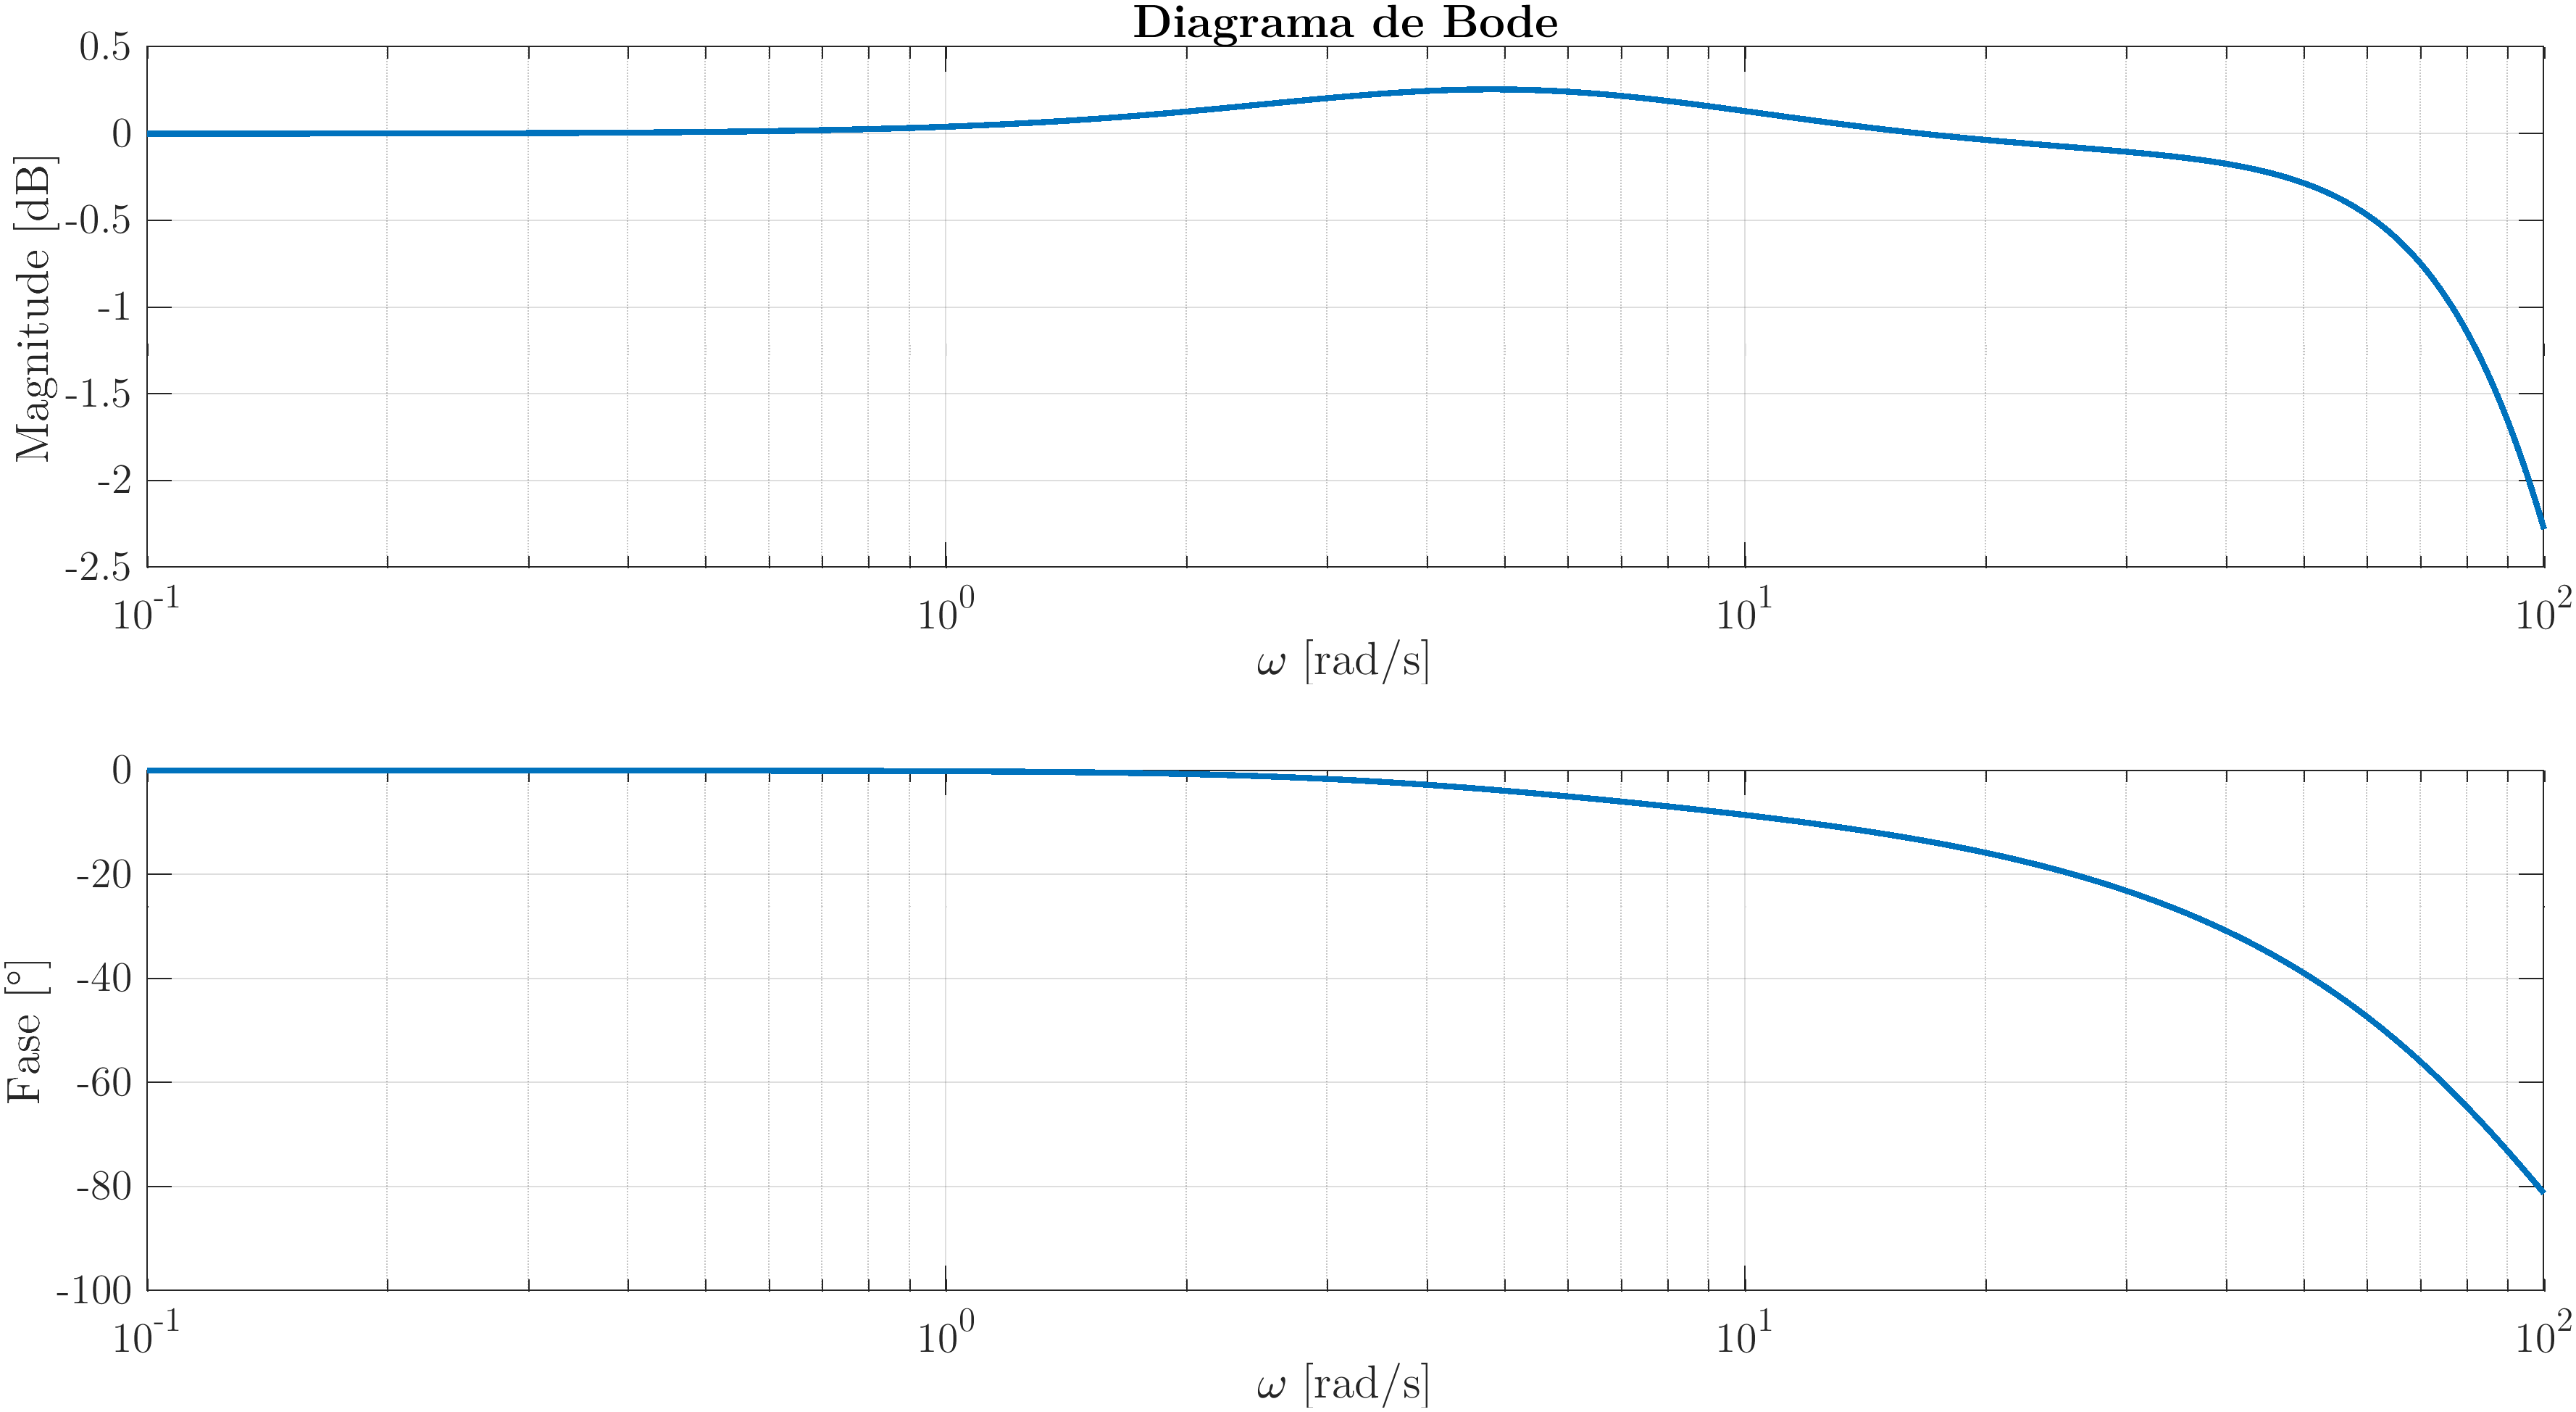 Diagrama de Bode
0.5
0
-0.5
-1
-1.5
-2
-2.5
Magnitude [dB]
10^-1 10^0 10^1 10^2
ω [rad/s]
0
-20
-40
-60
-80
-100
Fase [°]
10^-1 10^0 10^1 10^2
ω [rad/s]